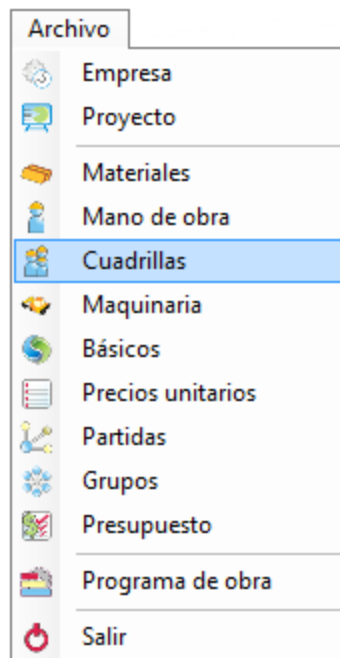 Archivo
Empresa
Proyecto
Materiales
Mano de obra
Cuadrillas
Maquinaria
Básicos
Precios unitarios
Partidas
Grupos
Presupuesto
Programa de obra
Salir